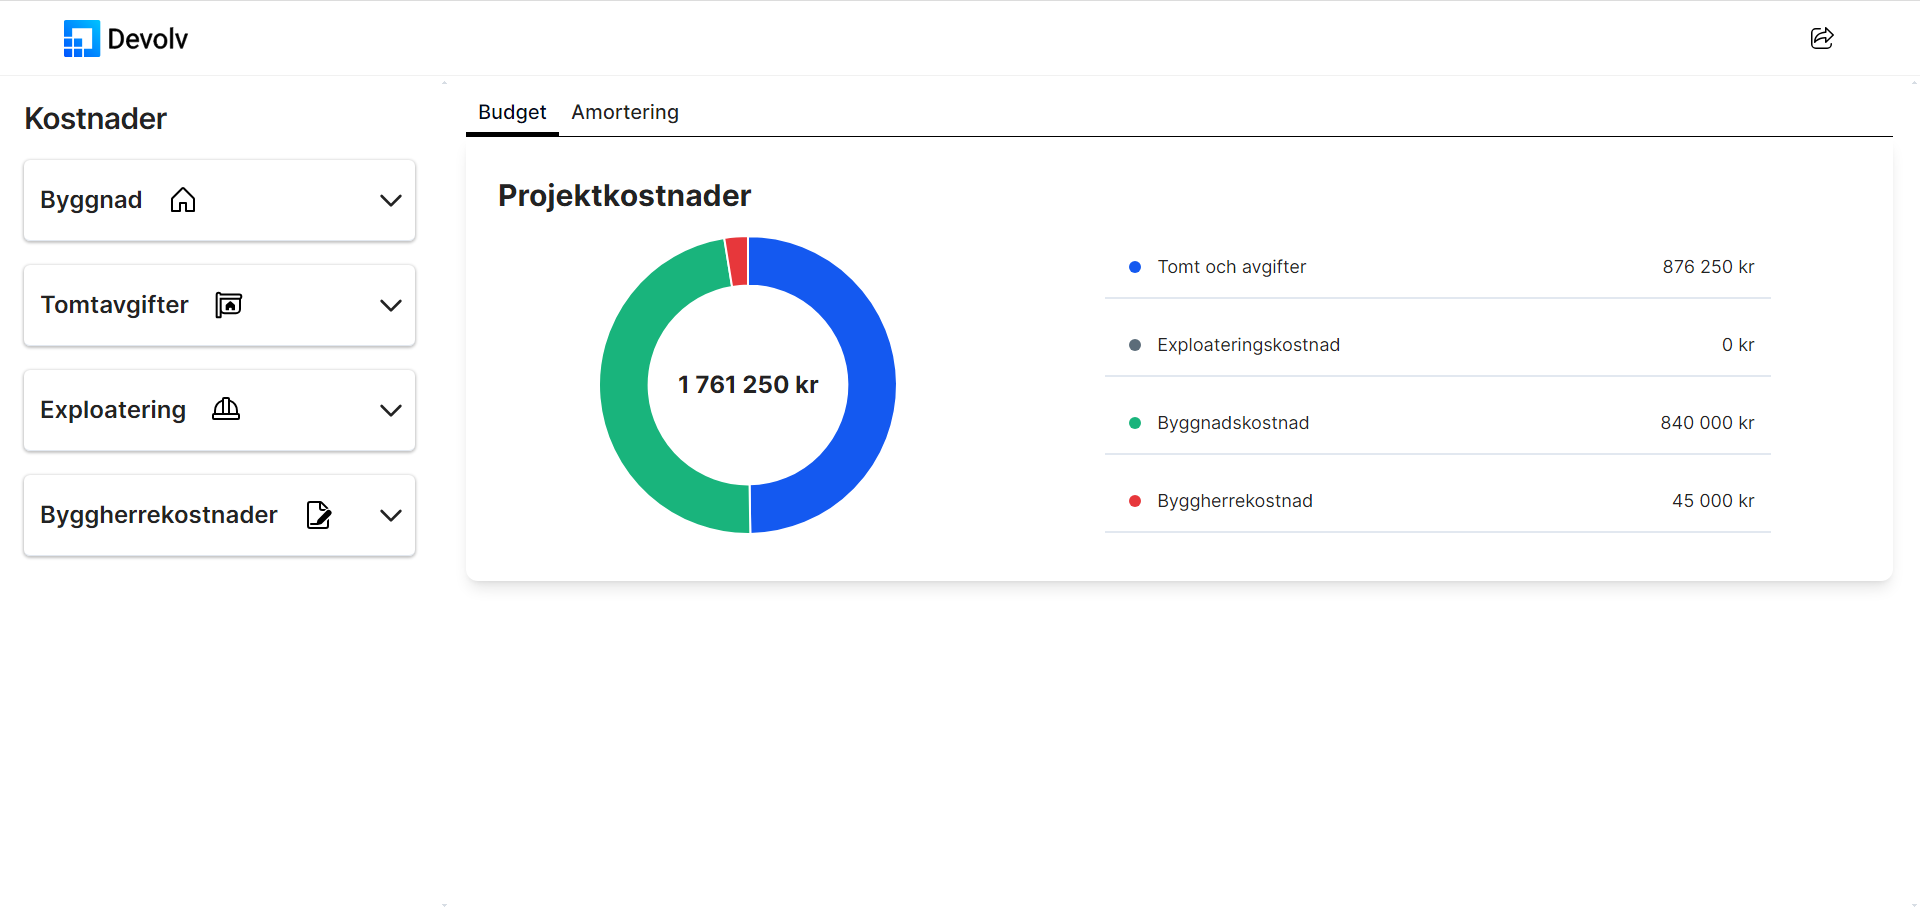 Devolv
Kostnader
Byggnad
Tomtavgifter
Exploatering
Byggherrekostnader
Budget Amortering
Projektkostnader
1 761 250 kr
Tomt och avgifter 876 250 kr
Exploateringskostnad 0 kr
Byggnadskostnad 840 000 kr
Byggherrekostnad 45 000 kr